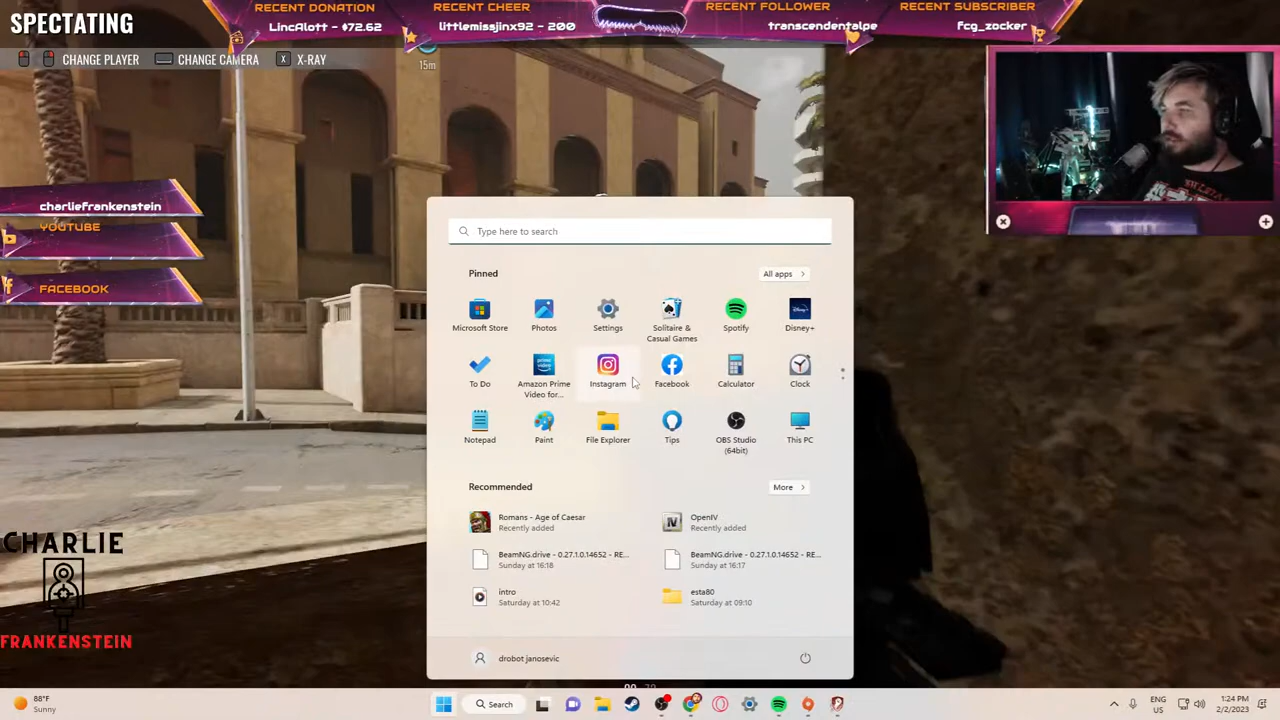 SPECTATING
RECENT DONATION
LincAlott - $72.62
RECENT CHEER
littlemissjinx92 - 200
RECENT FOLLOWER
transcendentalpe
RECENT SUBSCRIBER
fcg_zocker
CHANGE PLAYER
CHANGE CAMERA
X
X-RAY
15m
charliefrankenstein
YOUTUBE
FACEBOOK
Type here to search
Pinned
All apps
Microsoft Store
Photos
Settings
Solitaire &
Casual Games
Spotify
Disney+
To Do
Amazon Prime
Video for...
Instagram
Facebook
Calculator
Clock
Notepad
Paint
File Explorer
Tips
OBS Studio
(64bit)
This PC
Recommended
More
Romans - Age of Caesar
Recently added
OpenIV
Recently added
BeamNG.drive - 0.27.1.0.14652 - RE...
Sunday at 16:18
BeamNG.drive - 0.27.1.0.14652 - RE...
Sunday at 16:17
intro
Saturday at 10:42
esta80
Saturday at 09:10
drobot janosevic
CHARLIE
FRANKENSTEIN
88°F
Sunny
Search
ENG
US
1:24 PM
2/2/2023